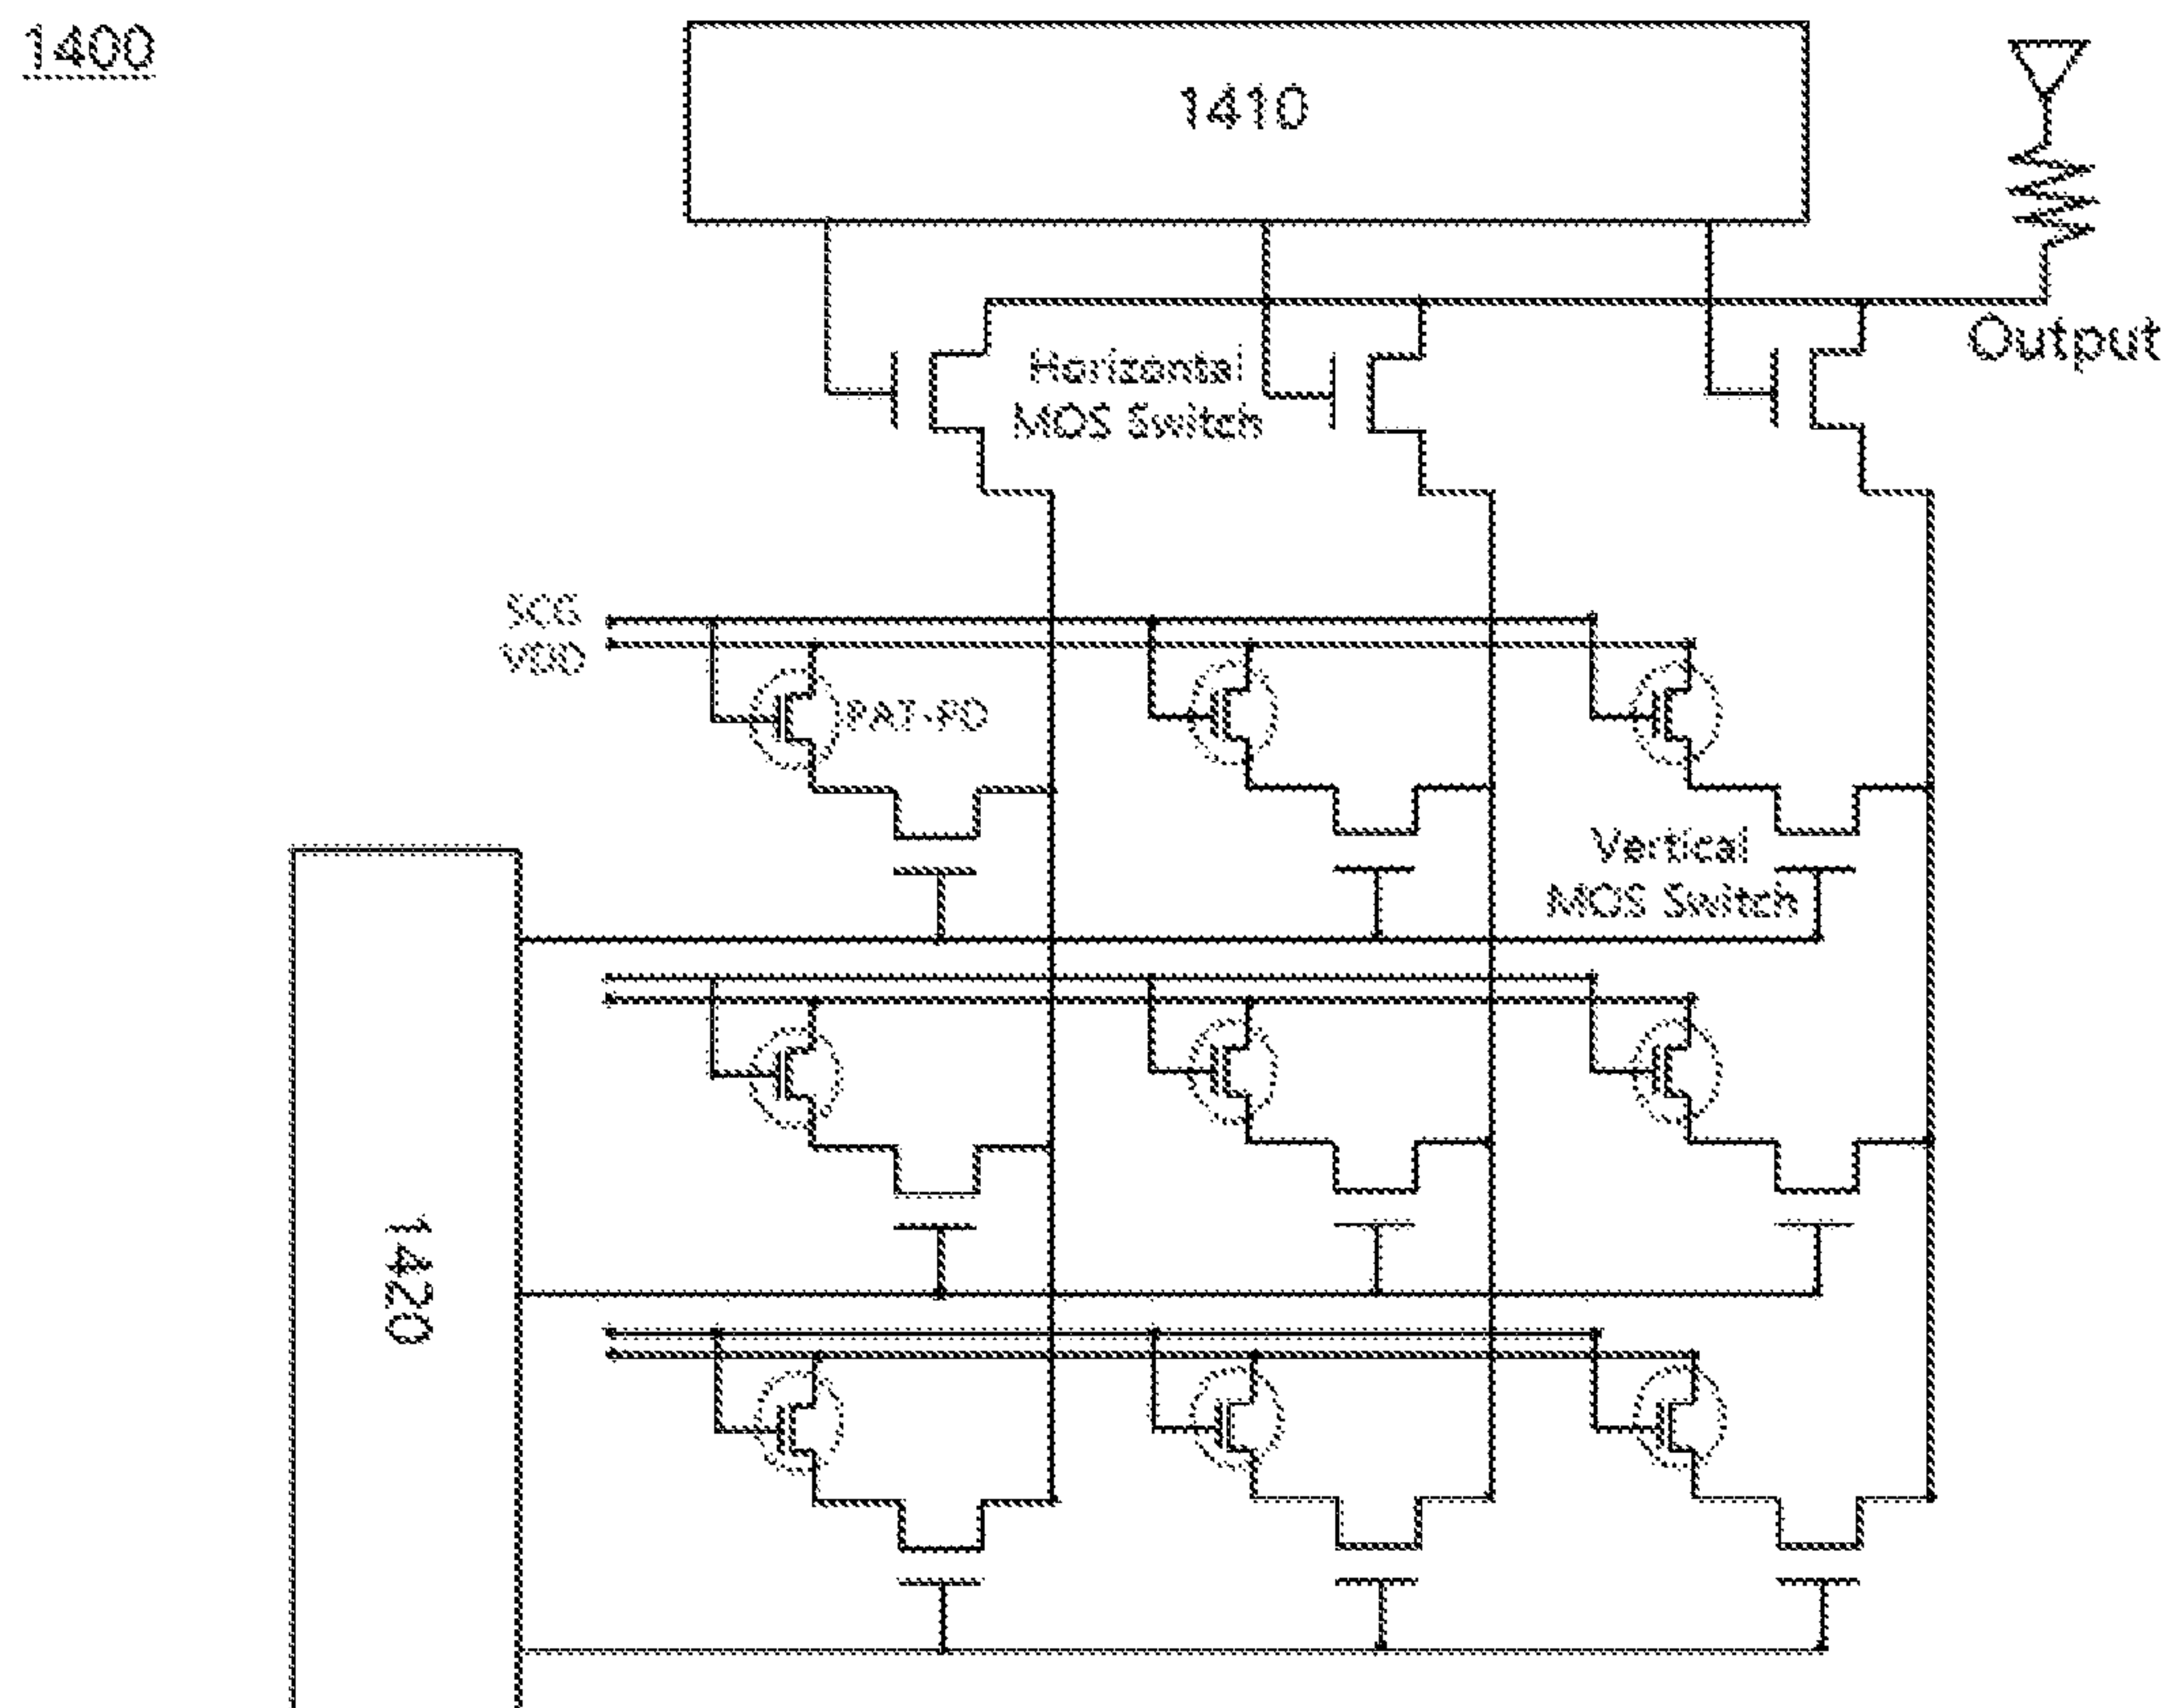 1400
1410
Horizontal
MOS Switch
Output
SCG
VDD
PAT-PD
Vertical
MOS Switch
1420